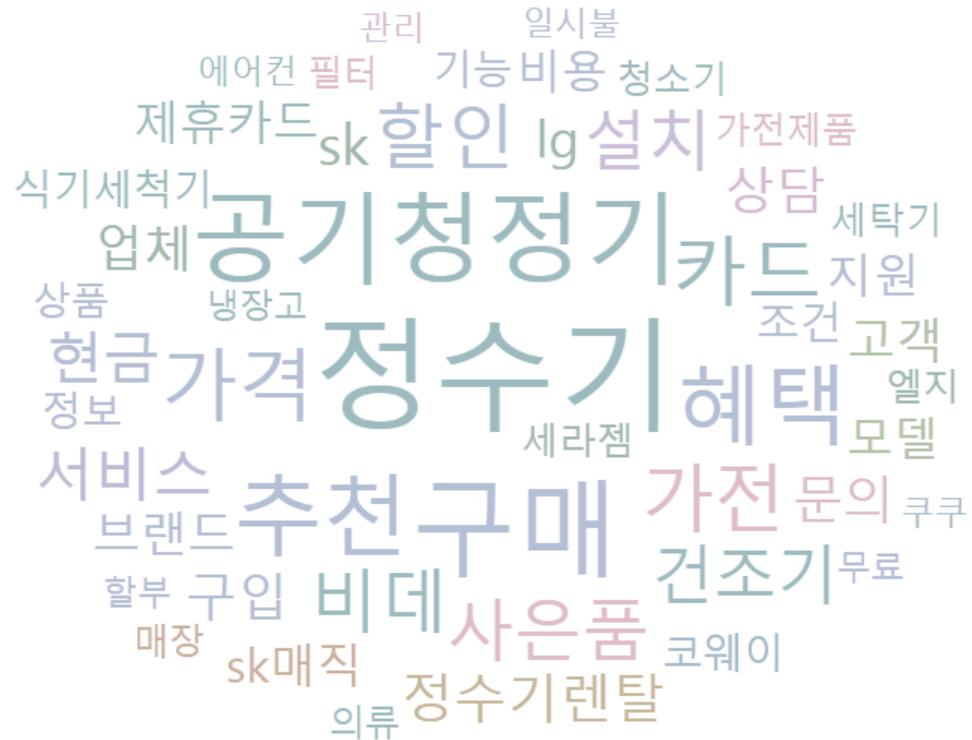 관리 일시불
에어컨 필터 기능 비용 청소기
제휴카드 sk 할인 lg 설치 가전제품
식기세척기 상담
업체 공기청정기 카드 세탁기
지원
상품 냉장고 조건
현금 가격 정수기 혜택 고객
정보 엘지
세라젬 모델
서비스 추천 구매 가전 문의 쿠쿠
브랜드 건조기 무료
할부 구입 비데 사은품
매장 sk매직 코웨이
정수기렌탈
의류